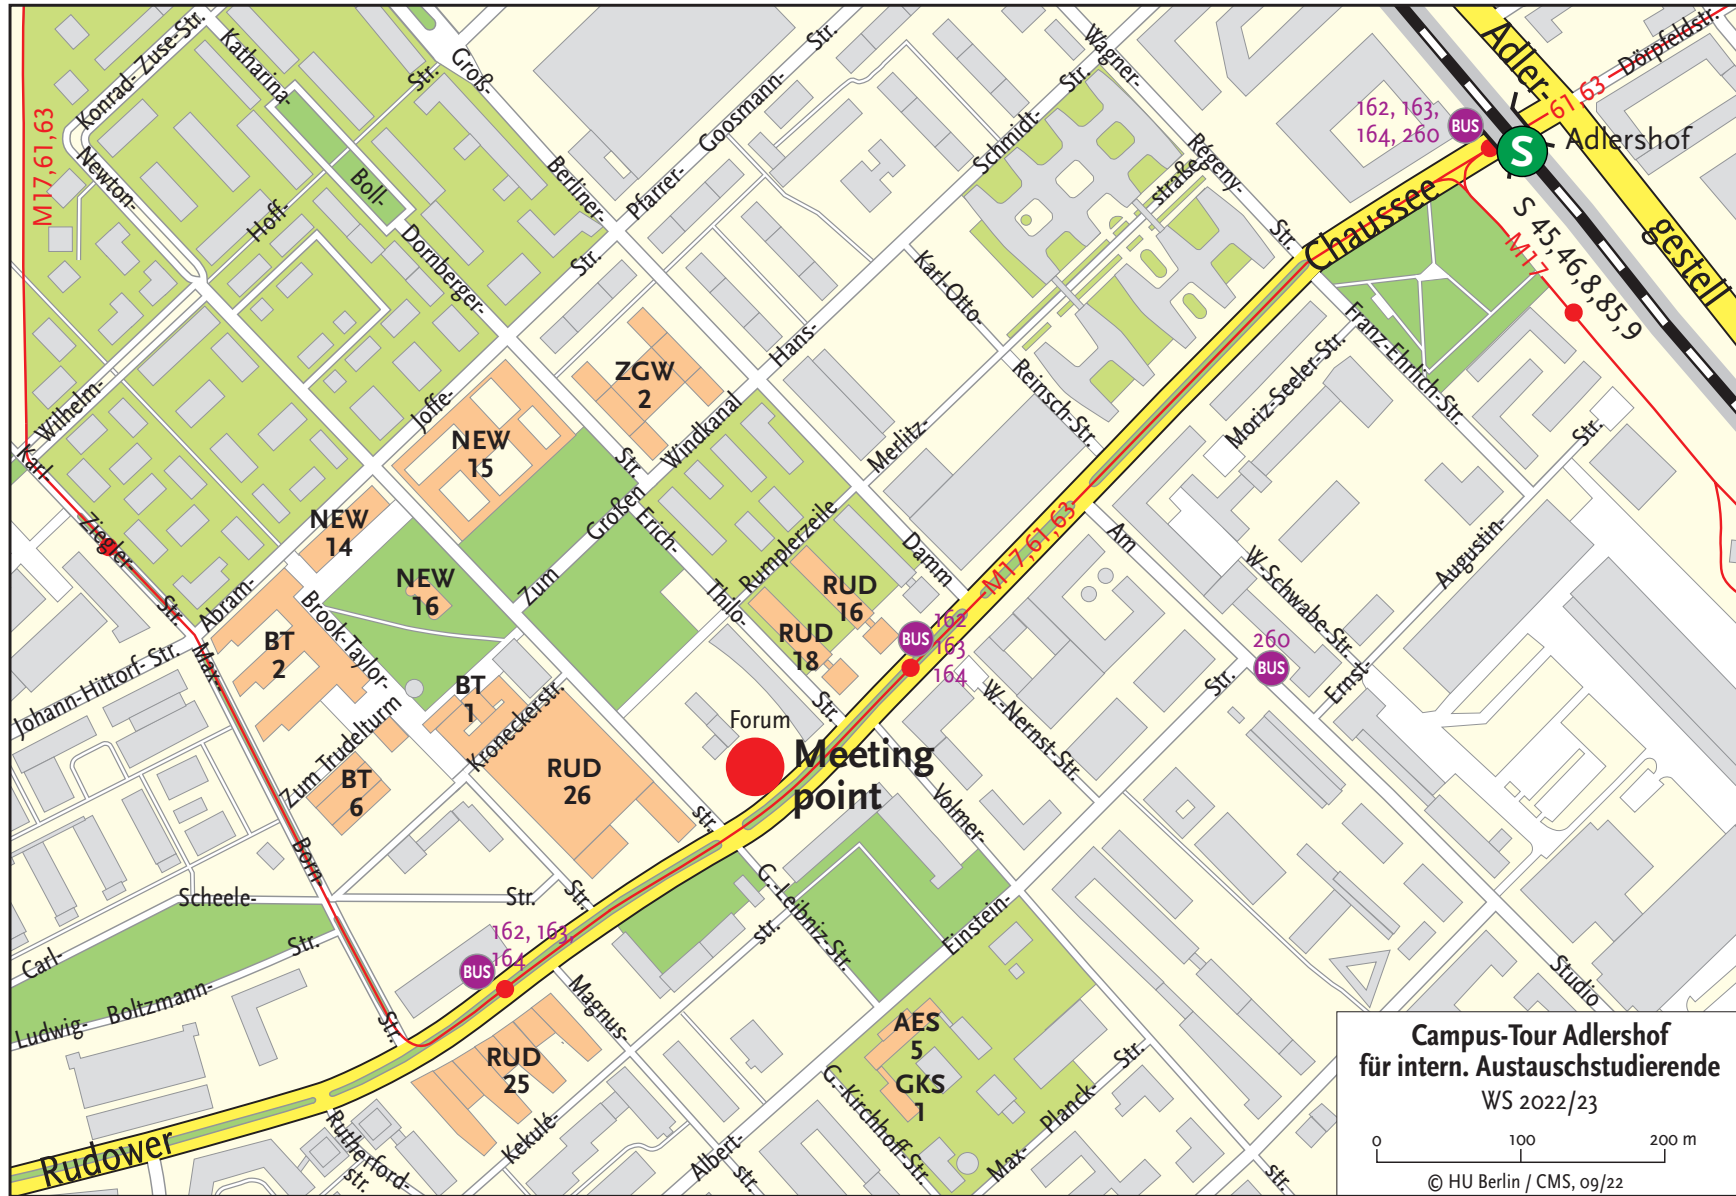 Konrad-Zuse-Str.
Katharina-
Boll-
Dornberger-
Str.
Hoff-
Str.
Groß-
Berliner-
Newton-
M17,61,63
Pfarrer-
Goosmann-
Str.
Wagner-
Régeny-
Str.
Hans-
Schmidt-
Str.
straße
Adler-
gestell
Dörpfeldstr.
61 63
162, 163,
164, 260
BUS
S
Adlershof
S 45,46,8,85,9
M17
Chaussee
Karl-Otto-
Reinsch-Str.
Franz-Ehrlich-Str.
Moriz-Seeler-Str.
Str.
ZGW
2
Wilhelm-
Karl-
Ziegler-
Str.
Joffe-
NEW
15
Str.
Windkanal
Großen
Zum
Merlitz-
NEW
14
NEW
16
Erich-
Thilo-
Str.
Rumplerzeile
Damm
M17,61,63
Am
W-Schwabe-Str.
Augustin-
Ernst-
Abram-
Brook-Taylor-
RUD
16
RUD
18
BUS
162
163
164
260
BUS
Str.
BT
2
Johann-Hittorf-Str.
Max-
Born-
Str.
BT
1
Kroneckerstr.
Zum Trudelturm
BT
6
RUD
26
Forum
Meeting
point
W.-Nernst-Str.
Volmer-
str.
Str.
Scheele-
Str.
Carl-
Str.
Ludwig-
Boltzmann-
162, 163,
164
BUS
G.-Leibniz-Str.
str.
Einstein-
Magnus-
Studio
RUD
25
AES
5
GKS
1
G.-Kirchhoff-Str.
Max-
Planck-
Str.
Rudower
Rutherford-
str.
Kekulé-
Albert-
str.
str.
Campus-Tour Adlershof
für intern. Austauschstudierende
WS 2022/23
0 100 200 m
© HU Berlin / CMS, 09/22